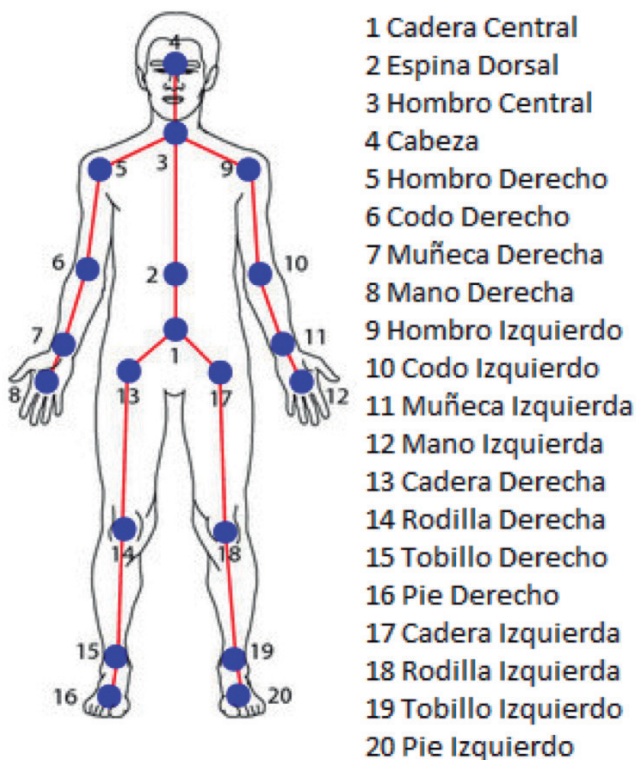 4
5
3
9
6
2
10
7
1
11
8
13
17
12
14
18
15
19
16
20
1 Cadera Central
2 Espina Dorsal
3 Hombro Central
4 Cabeza
5 Hombro Derecho
6 Codo Derecho
7 Muñeca Derecha
8 Mano Derecha
9 Hombro Izquierdo
10 Codo Izquierdo
11 Muñeca Izquierda
12 Mano Izquierda
13 Cadera Derecha
14 Rodilla Derecha
15 Tobillo Derecho
16 Pie Derecho
17 Cadera Izquierda
18 Rodilla Izquierda
19 Tobillo Izquierdo
20 Pie Izquierdo